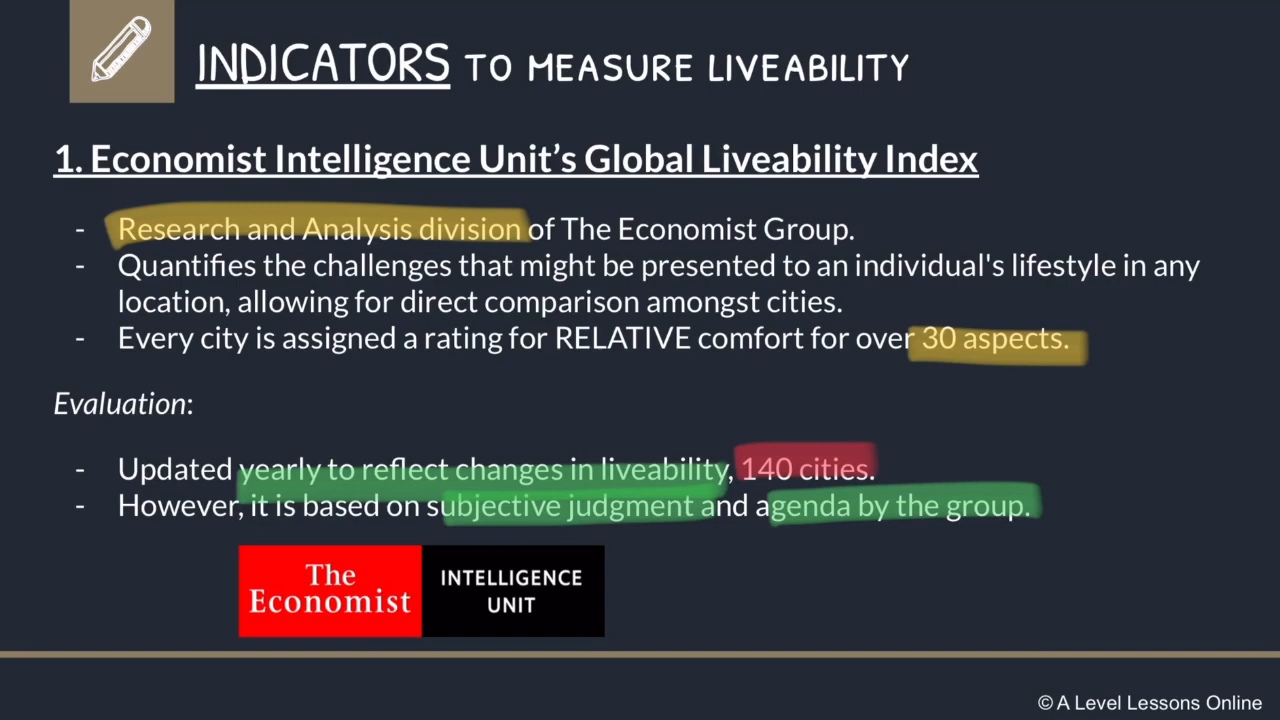 INDICATORS TO MEASURE LIVEABILITY
1. Economist Intelligence Unit's Global Liveability Index
- Research and Analysis division of The Economist Group.
- Quantifies the challenges that might be presented to an individual's lifestyle in any
location, allowing for direct comparison amongst cities.
- Every city is assigned a rating for RELATIVE comfort for over 30 aspects.
Evaluation:
- Updated yearly to reflect changes in liveability, 140 cities.
- However, it is based on subjective judgment and agenda by the group.
The
Economist
INTELLIGENCE
UNIT
© A Level Lessons Online